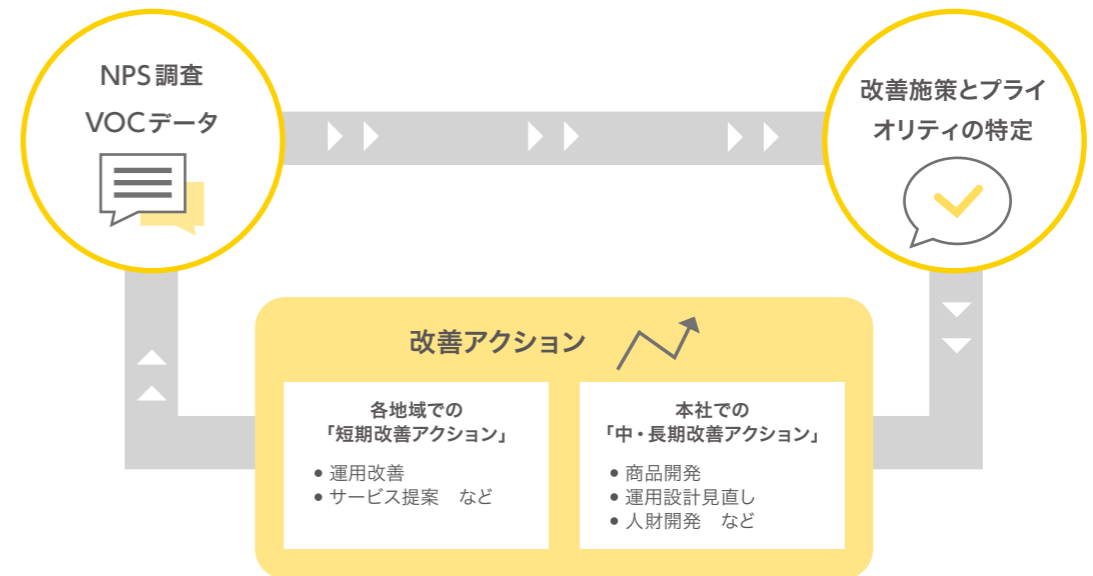 NPS調査
VOCデータ
改善施策とプライ
オリティの特定
改善アクション
各地域での
「短期改善アクション」
● 運用改善
● サービス提案　など
本社での
「中・長期改善アクション」
● 商品開発
● 運用設計見直し
● 人財開発　など